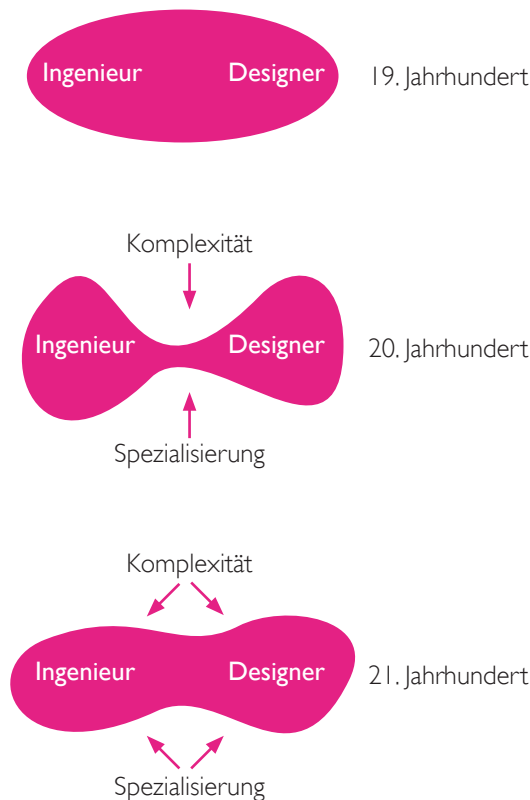 Ingenieur Designer 19. Jahrhundert
Komplexität
Ingenieur Designer 20. Jahrhundert
Spezialisierung
Komplexität
Ingenieur Designer 21. Jahrhundert
Spezialisierung